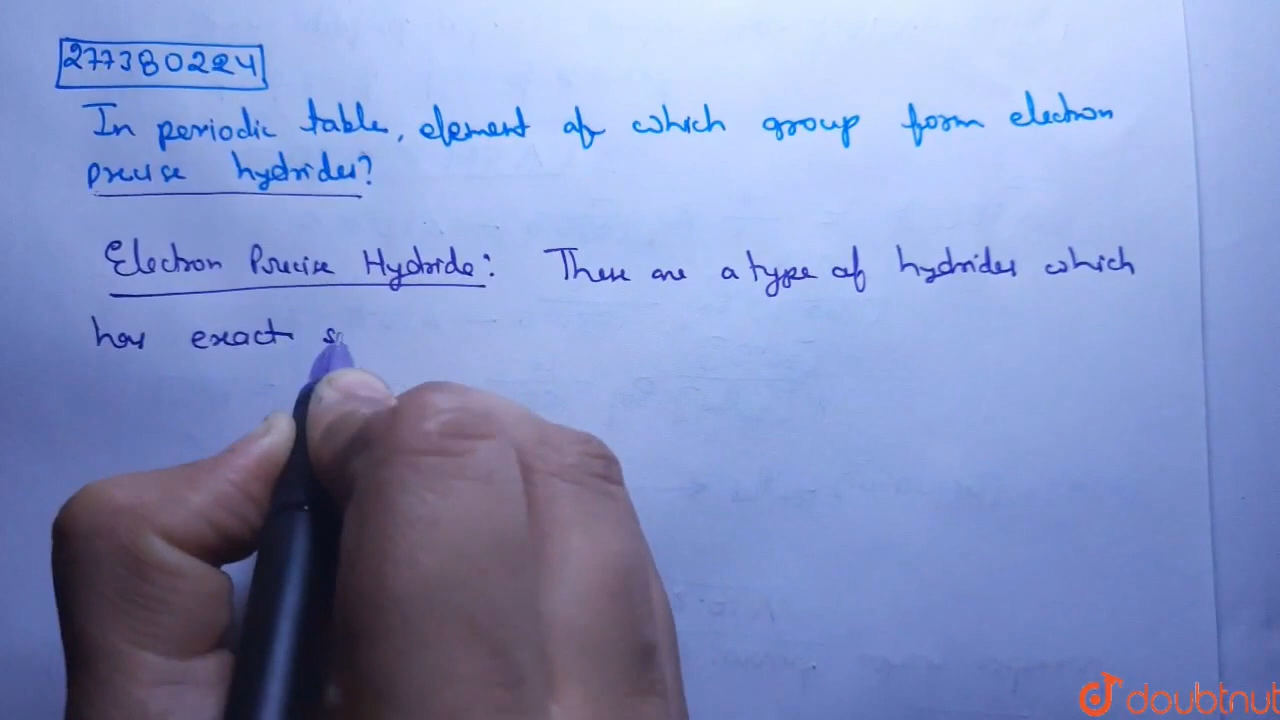 277380224
In periodic table, element of which group form electron
precise hydrides?
Electron Precise Hydride: These are a type of hydrides which
has exact
doubtnut